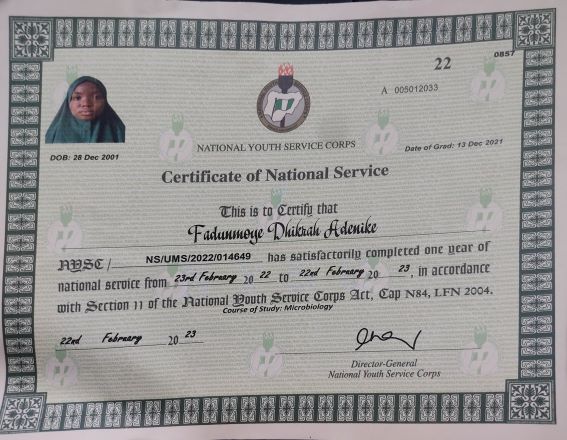 22
0857
A 005012033
DOB: 28 Dec 2001
NATIONAL YOUTH SERVICE CORPS
Date of Grad: 13 Dec 2021
Certificate of National Service
This is to Certify that
Fadunmoye Dhikrah Adenike
NYSC/ NS/UMS/2022/014649 has satisfactorily completed one year of
national service from 23rd February 20 22 to 22nd February 20 23, in accordance
with Section 11 of the National Youth Service Corps Act, Cap N84, LFN 2004.
Course of Study: Microbiology
22nd February 20 23
Director-General
National Youth Service Corps